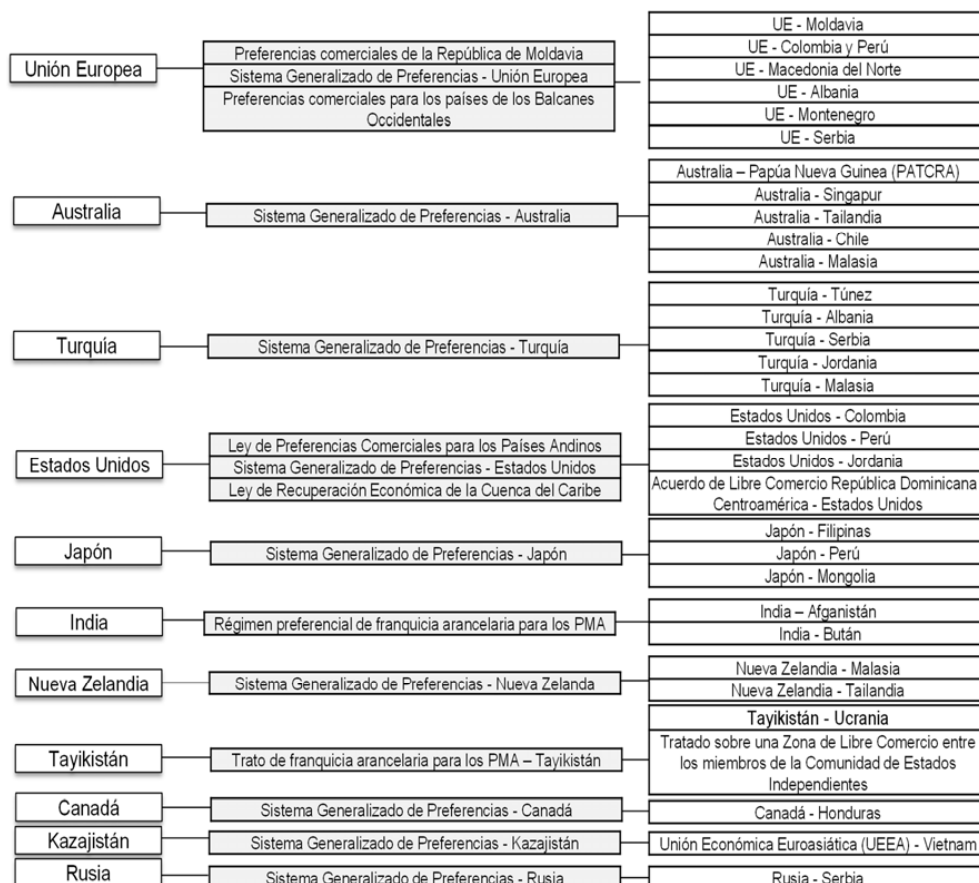 Unión Europea
Preferencias comerciales de la República de Moldavia
Sistema Generalizado de Preferencias - Unión Europea
Preferencias comerciales para los países de los Balcanes
Occidentales
UE - Moldavia
UE - Colombia y Perú
UE - Macedonia del Norte
UE - Albania
UE - Montenegro
UE - Serbia
Australia
Sistema Generalizado de Preferencias - Australia
Australia – Papúa Nueva Guinea (PATCRA)
Australia - Singapur
Australia - Tailandia
Australia - Chile
Australia - Malasia
Turquía
Sistema Generalizado de Preferencias - Turquía
Turquía - Túnez
Turquía - Albania
Turquía - Serbia
Turquía - Jordania
Turquía - Malasia
Estados Unidos
Ley de Preferencias Comerciales para los Países Andinos
Sistema Generalizado de Preferencias - Estados Unidos
Ley de Recuperación Económica de la Cuenca del Caribe
Estados Unidos - Colombia
Estados Unidos - Perú
Estados Unidos - Jordania
Acuerdo de Libre Comercio República Dominicana
Centroamérica - Estados Unidos
Japón
Sistema Generalizado de Preferencias - Japón
Japón - Filipinas
Japón - Perú
Japón - Mongolia
India
Régimen preferencial de franquicia arancelaria para los PMA
India – Afganistán
India - Bután
Nueva Zelandia
Sistema Generalizado de Preferencias - Nueva Zelanda
Nueva Zelandia - Malasia
Nueva Zelandia - Tailandia
Tayikistán
Trato de franquicia arancelaria para los PMA – Tayikistán
Tayikistán - Ucrania
Tratado sobre una Zona de Libre Comercio entre
los miembros de la Comunidad de Estados
Independientes
Canadá
Sistema Generalizado de Preferencias - Canadá
Canadá - Honduras
Kazajistán
Sistema Generalizado de Preferencias - Kazajistán
Unión Económica Euroasiática (UEEA) - Vietnam
Rusia
Sistema Generalizado de Preferencias - Rusia
Rusia - Serbia